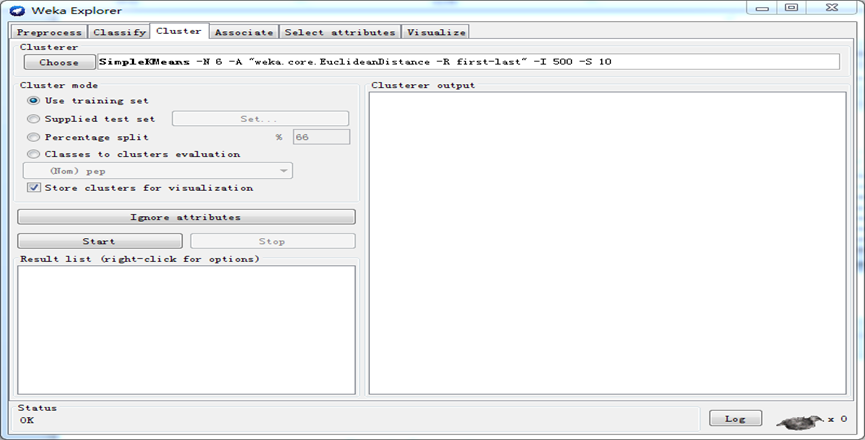 Weka Explorer
Preprocess Classify Cluster Associate Select attributes Visualize
Clusterer
Choose SimpleKMeans -N 6 -A "weka.core.EuclideanDistance -R first-last" -I 500 -S 10
Cluster mode
Use training set
Supplied test set Set...
Percentage split % 66
Classes to clusters evaluation
(Nom) pep
Store clusters for visualization
Ignore attributes
Start Stop
Result list (right-click for options)
Clusterer output
Status
OK
Log x 0